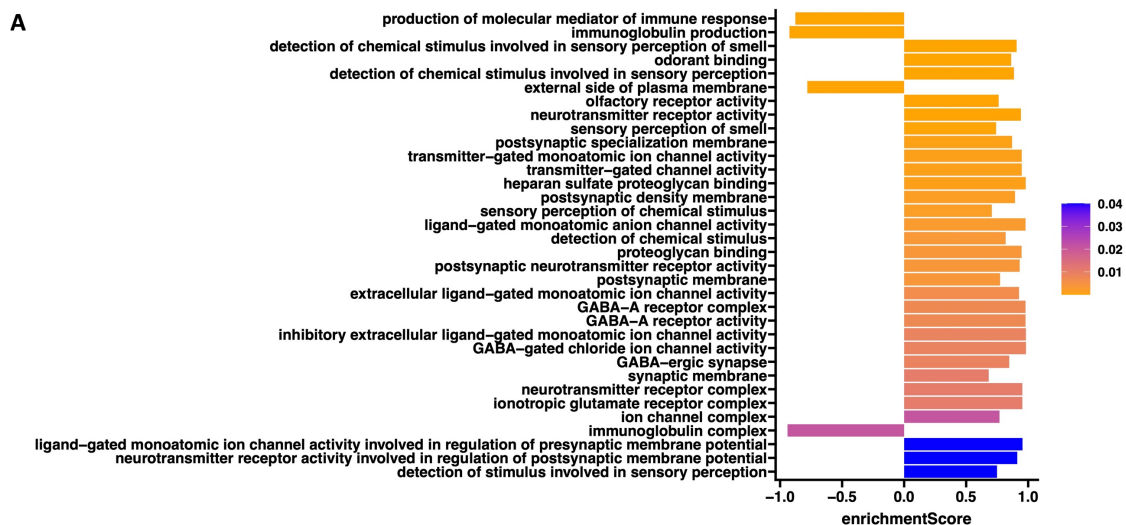 A
production of molecular mediator of immune response
immunoglobulin production
detection of chemical stimulus involved in sensory perception of smell
odorant binding
detection of chemical stimulus involved in sensory perception
external side of plasma membrane
olfactory receptor activity
neurotransmitter receptor activity
sensory perception of smell
postsynaptic specialization membrane
transmitter−gated monoatomic ion channel activity
transmitter−gated channel activity
heparan sulfate proteoglycan binding
postsynaptic density membrane
sensory perception of chemical stimulus
ligand−gated monoatomic anion channel activity
detection of chemical stimulus
proteoglycan binding
postsynaptic neurotransmitter receptor activity
postsynaptic membrane
extracellular ligand−gated monoatomic ion channel activity
GABA−A receptor complex
GABA−A receptor activity
inhibitory extracellular ligand−gated monoatomic ion channel activity
GABA−gated chloride ion channel activity
GABA−ergic synapse
synaptic membrane
neurotransmitter receptor complex
ionotropic glutamate receptor complex
ion channel complex
immunoglobulin complex
ligand−gated monoatomic ion channel activity involved in regulation of presynaptic membrane potential
neurotransmitter receptor activity involved in regulation of postsynaptic membrane potential
detection of stimulus involved in sensory perception
−1.0 −0.5 0.0 0.5 1.0
enrichmentScore
0.04
0.03
0.02
0.01